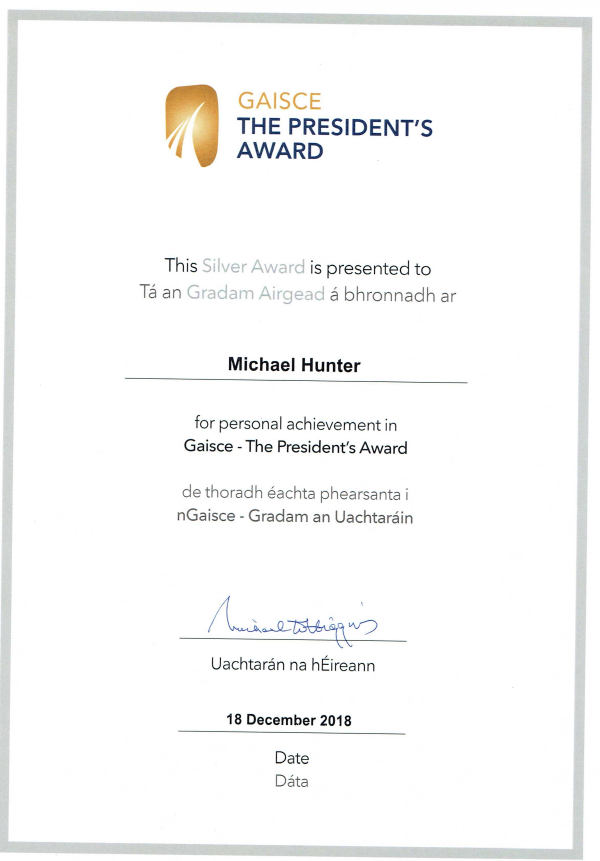 GAISCE
THE PRESIDENT'S
AWARD
This Silver Award is presented to
Tá an Gradam Airgead á bhronnadh ar
Michael Hunter
for personal achievement in
Gaisce - The President's Award
de thoradh éachta phearsanta i
nGaisce - Gradam an Uachtaráin
Uachtarán na hÉireann
18 December 2018
Date
Dáta